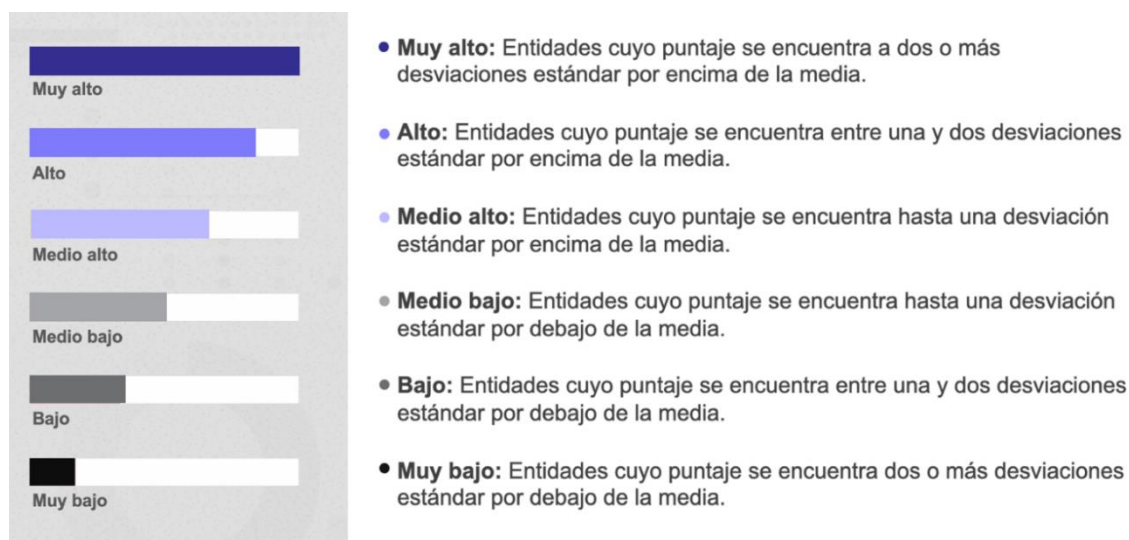 Muy alto
Alto
Medio alto
Medio bajo
Bajo
Muy bajo
• Muy alto: Entidades cuyo puntaje se encuentra a dos o más
desviaciones estándar por encima de la media.
• Alto: Entidades cuyo puntaje se encuentra entre una y dos desviaciones
estándar por encima de la media.
• Medio alto: Entidades cuyo puntaje se encuentra hasta una desviación
estándar por encima de la media.
• Medio bajo: Entidades cuyo puntaje se encuentra hasta una desviación
estándar por debajo de la media.
• Bajo: Entidades cuyo puntaje se encuentra entre una y dos desviaciones
estándar por debajo de la media.
• Muy bajo: Entidades cuyo puntaje se encuentra dos o más desviaciones
estándar por debajo de la media.